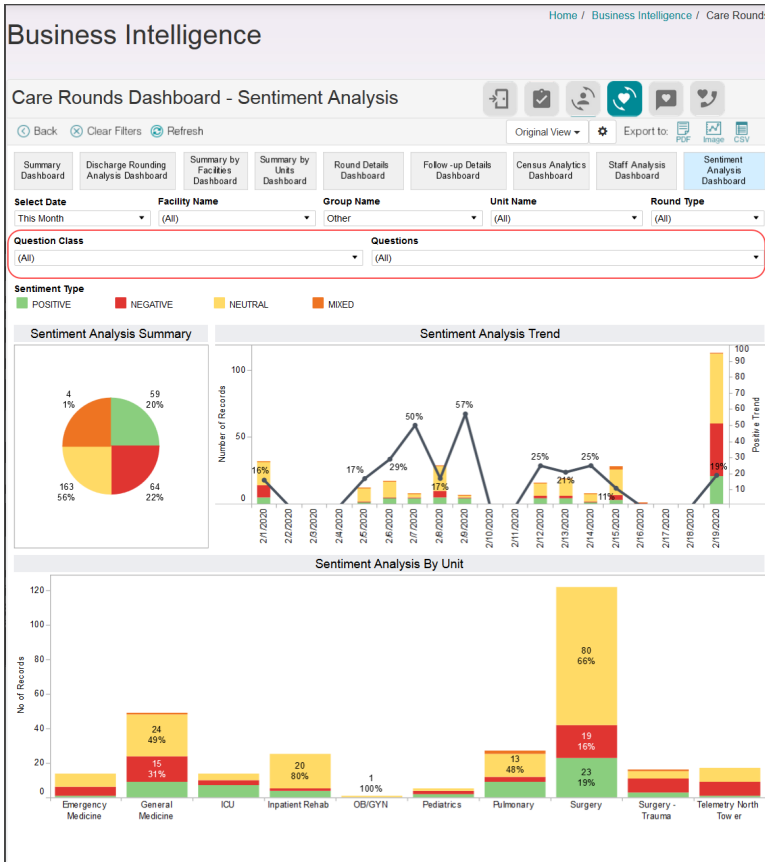 Home / Business Intelligence / Care Rounds
Business Intelligence
Care Rounds Dashboard - Sentiment Analysis
Back Clear Filters Refresh Original View Export to: PDF Image CSV
Summary Dashboard
Discharge Rounding Analysis Dashboard
Summary by Facilities Dashboard
Summary by Units Dashboard
Round Details Dashboard
Follow -up Details Dashboard
Census Analytics Dashboard
Staff Analysis Dashboard
Sentiment Analysis Dashboard
Select Date Facility Name Group Name Unit Name Round Type
This Month (All) Other (All) (All)
Question Class Questions
(All) (All)
Sentiment Type
POSITIVE NEGATIVE NEUTRAL MIXED
Sentiment Analysis Summary
4
1%
59
20%
163
56%
64
22%
Sentiment Analysis Trend
Number of Records
100
50
0
16%
17%
29%
50%
17%
57%
25%
21%
25%
11%
19%
100
90
80
70
60
50
40
30
20
10
Positive Trend
2/1/2020
2/2/2020
2/3/2020
2/4/2020
2/5/2020
2/6/2020
2/7/2020
2/8/2020
2/9/2020
2/10/2020
2/11/2020
2/12/2020
2/13/2020
2/14/2020
2/15/2020
2/16/2020
2/17/2020
2/18/2020
2/19/2020
Sentiment Analysis By Unit
No of Records
120
100
80
60
40
20
0
24
49%
15
31%
20
80%
1
100%
13
48%
80
66%
19
16%
23
19%
Emergency Medicine
General Medicine
ICU
Inpatient Rehab
OB/GYN
Pediatrics
Pulmonary
Surgery
Surgery - Trauma
Telemetry North Tower